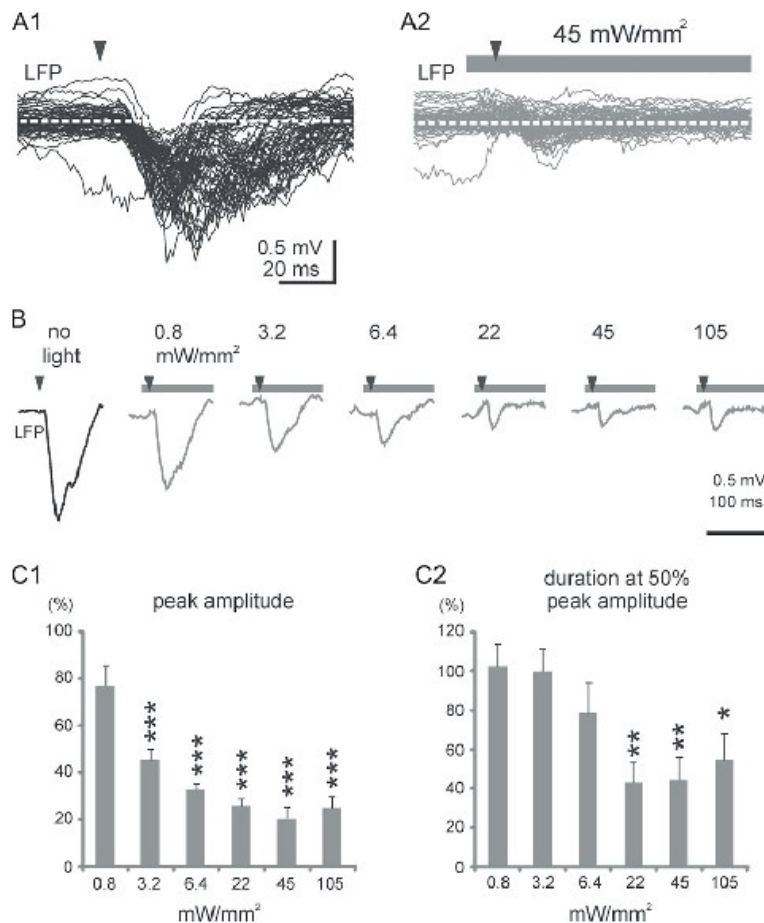 A1
LFP
0.5 mV
20 ms
A2
45 mW/mm²
LFP
B
no light
0.8 mW/mm²
3.2
6.4
22
45
105
LFP
0.5 mV
100 ms
C1
peak amplitude
(%)
100
80
60
40
20
0
***
***
***
***
***
0.8 3.2 6.4 22 45 105
mW/mm²
C2
duration at 50%
peak amplitude
(%)
120
100
80
60
40
20
0
**
**
*
0.8 3.2 6.4 22 45 105
mW/mm²